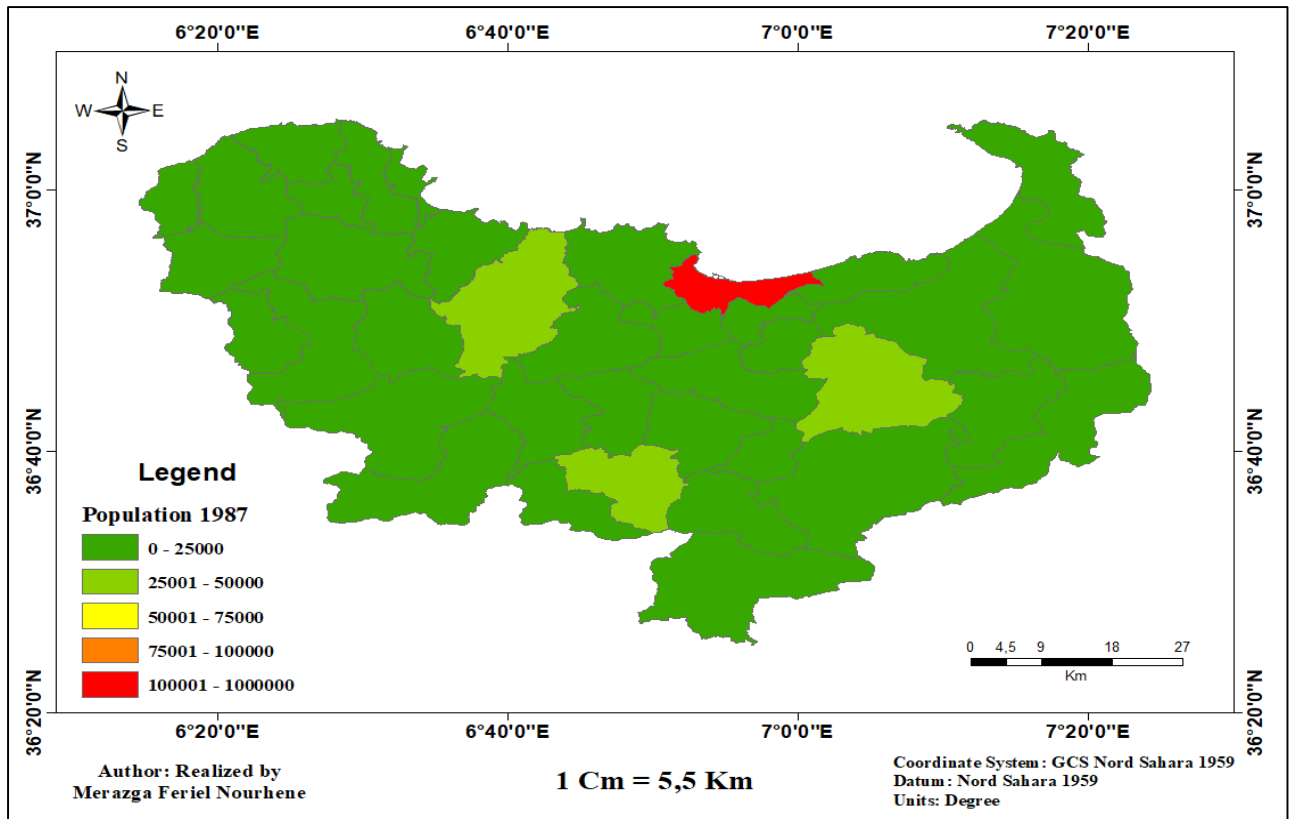 6°20'0"E 6°40'0"E 7°0'0"E 7°20'0"E
N
W E
S
37°0'0"N 37°0'0"N
36°40'0"N 36°40'0"N
Legend
Population 1987
0 - 25000
25001 - 50000
50001 - 75000
75001 - 100000
100001 - 1000000
0 4,5 9 18 27
Km
36°20'0"N 36°20'0"N
6°20'0"E 6°40'0"E 7°0'0"E 7°20'0"E
Author: Realized by
Merazga Feriel Nourhene
1 Cm = 5,5 Km
Coordinate System: GCS Nord Sahara 1959
Datum: Nord Sahara 1959
Units: Degree